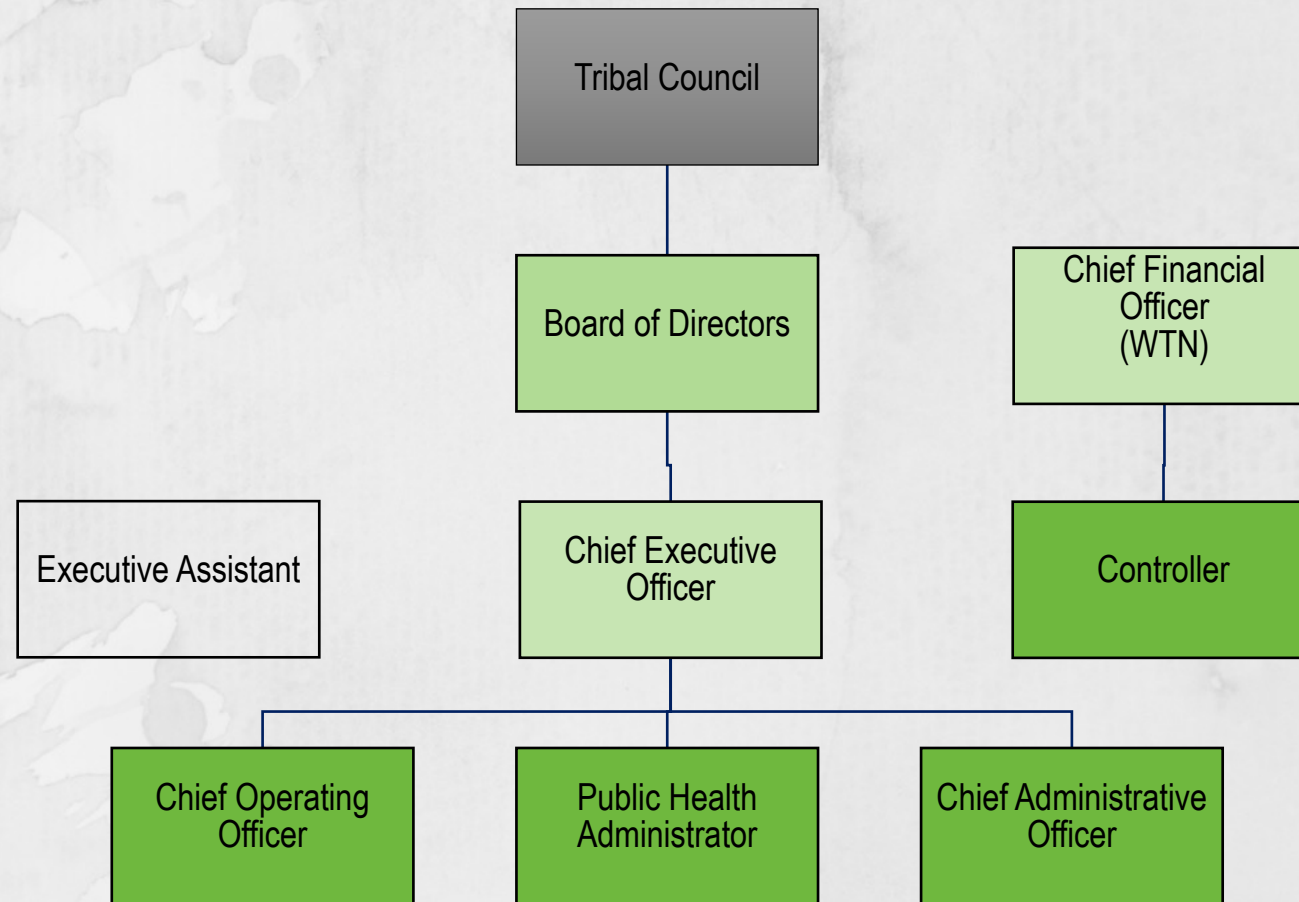 Tribal Council
Board of Directors
Chief Financial
Officer
(WTN)
Executive Assistant
Chief Executive
Officer
Controller
Chief Operating
Officer
Public Health
Administrator
Chief Administrative
Officer